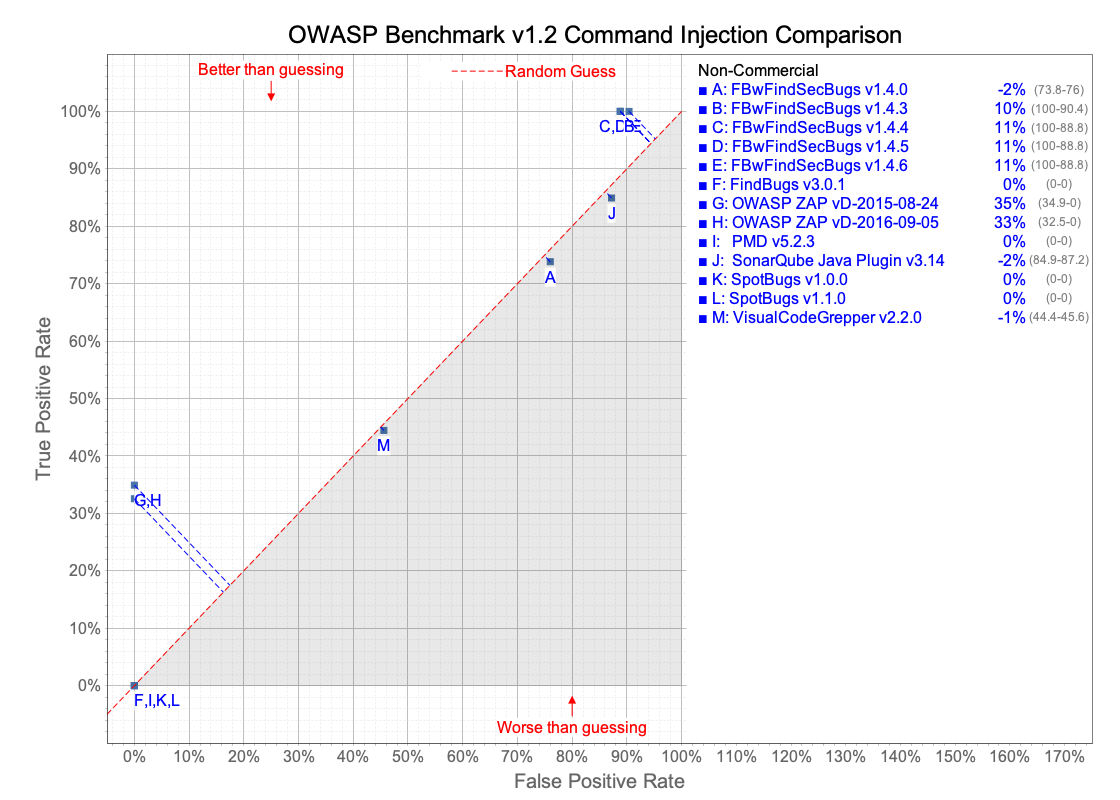 OWASP Benchmark v1.2 Command Injection Comparison
Better than guessing
Random Guess
Non-Commercial
A: FBwFindSecBugs v1.4.0 -2% (73.8-76)
B: FBwFindSecBugs v1.4.3 10% (100-90.4)
C: FBwFindSecBugs v1.4.4 11% (100-88.8)
D: FBwFindSecBugs v1.4.5 11% (100-88.8)
E: FBwFindSecBugs v1.4.6 11% (100-88.8)
F: FindBugs v3.0.1 0% (0-0)
G: OWASP ZAP vD-2015-08-24 35% (34.9-0)
H: OWASP ZAP vD-2016-09-05 33% (32.5-0)
I: PMD v5.2.3 0% (0-0)
J: SonarQube Java Plugin v3.14 -2% (84.9-87.2)
K: SpotBugs v1.0.0 0% (0-0)
L: SpotBugs v1.1.0 0% (0-0)
M: VisualCodeGrepper v2.2.0 -1% (44.4-45.6)
True Positive Rate
100%
90%
80%
70%
60%
50%
40%
30%
20%
10%
0%
J
A
M
G,H
F,I,K,L
Worse than guessing
0% 10% 20% 30% 40% 50% 60% 70% 80% 90% 100% 110% 120% 130% 140% 150% 160% 170%
False Positive Rate